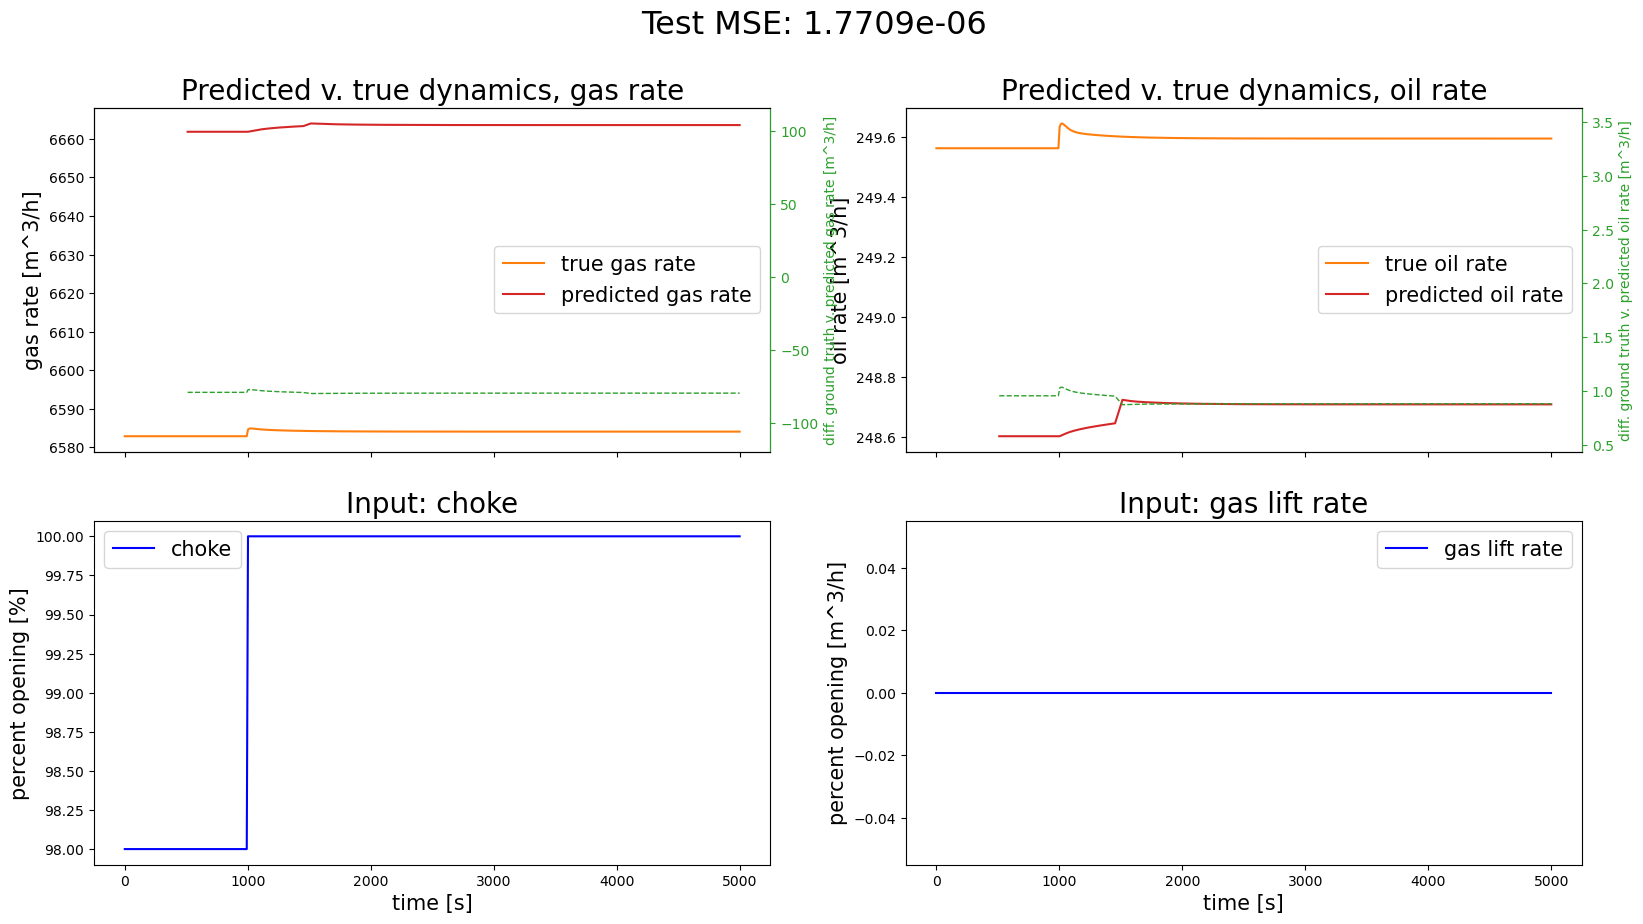 Test MSE: 1.7709e-06
Predicted v. true dynamics, gas rate
gas rate [m^3/h]
6660
6650
6640
6630
6620
6610
6600
6590
6580
true gas rate
predicted gas rate
100
50
0
−50
−100
diff. ground truth v. predicted gas rate [m^3/h]
Predicted v. true dynamics, oil rate
oil rate [m^3/h]
249.6
249.4
249.2
249.0
248.8
248.6
true oil rate
predicted oil rate
3.5
3.0
2.5
2.0
1.5
1.0
0.5
diff. ground truth v. predicted oil rate [m^3/h]
Input: choke
percent opening [%]
100.00
99.75
99.50
99.25
99.00
98.75
98.50
98.25
98.00
choke
0 1000 2000 3000 4000 5000
time [s]
Input: gas lift rate
percent opening [m^3/h]
0.04
0.02
0.00
−0.02
−0.04
gas lift rate
0 1000 2000 3000 4000 5000
time [s]